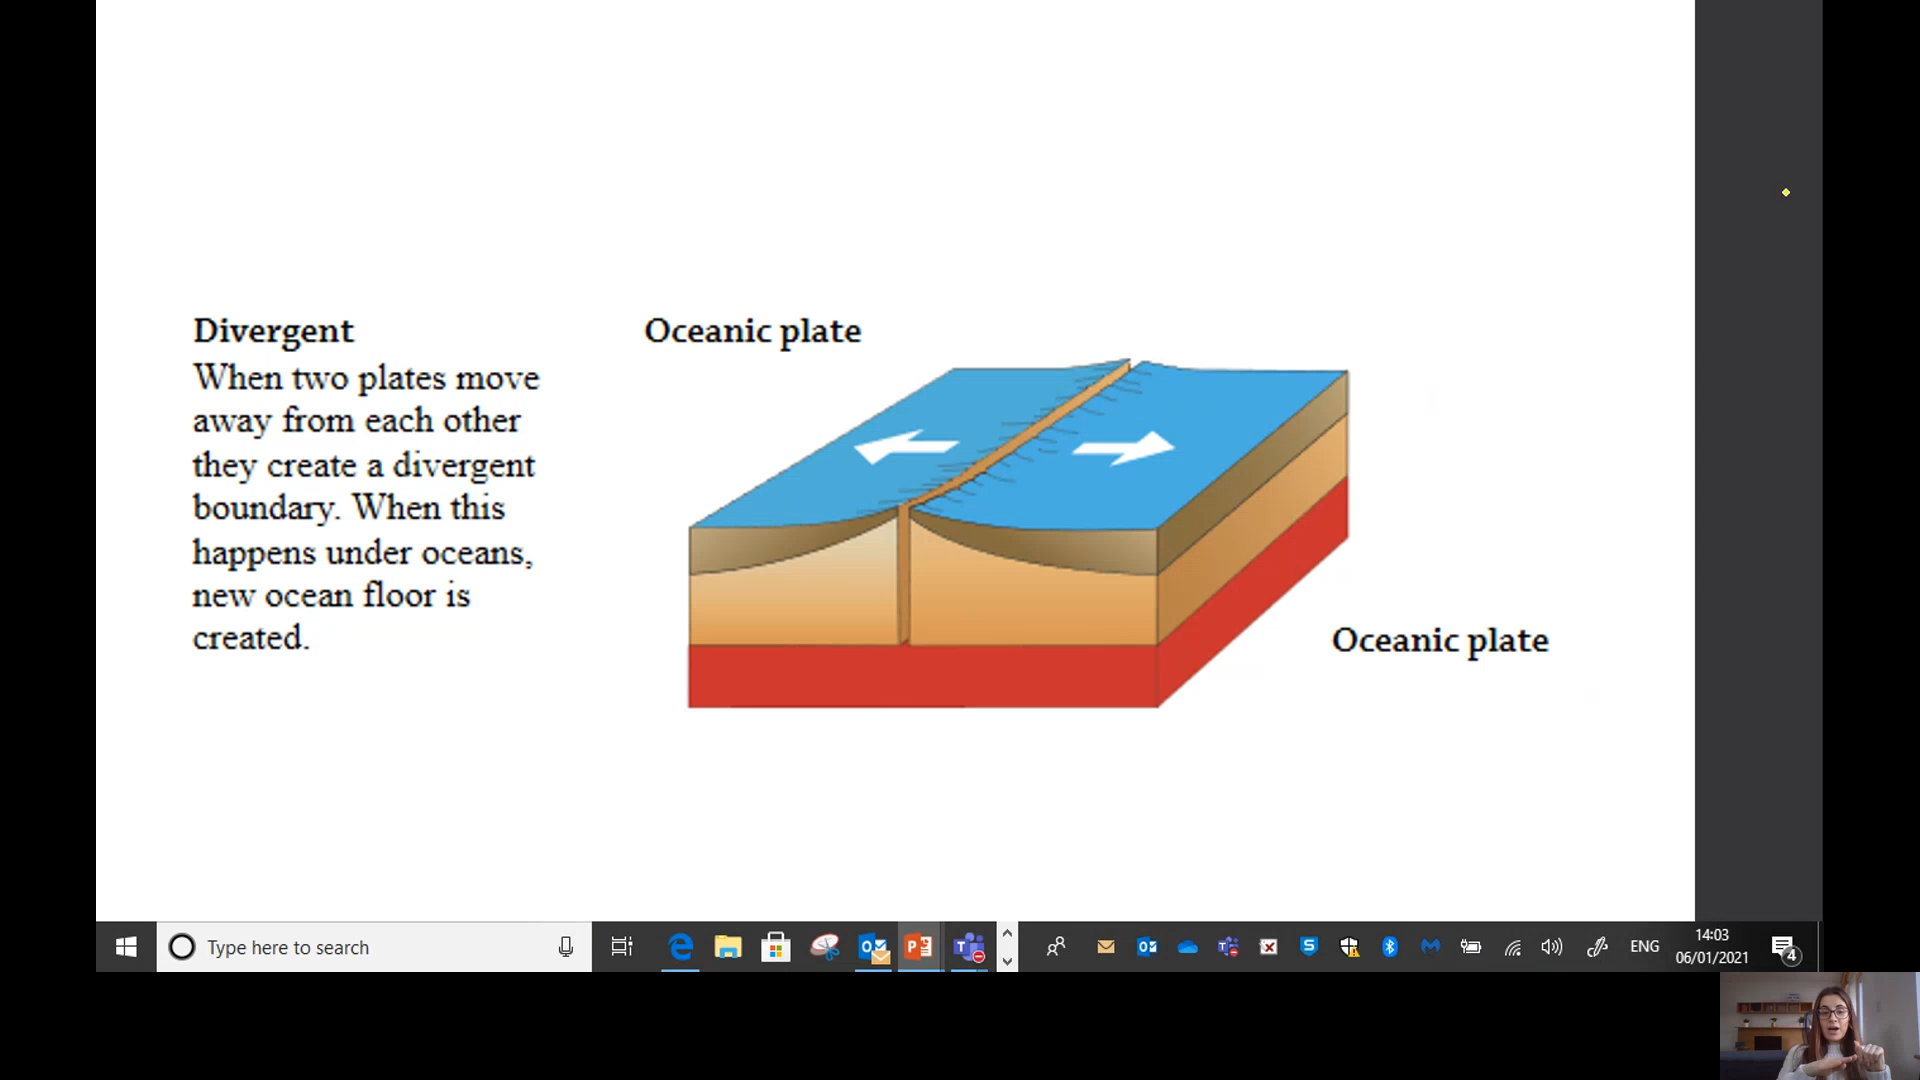 Divergent
When two plates move
away from each other
they create a divergent
boundary. When this
happens under oceans,
new ocean floor is
created.
Oceanic plate
Oceanic plate
Type here to search
ENG
14:03
06/01/2021
4